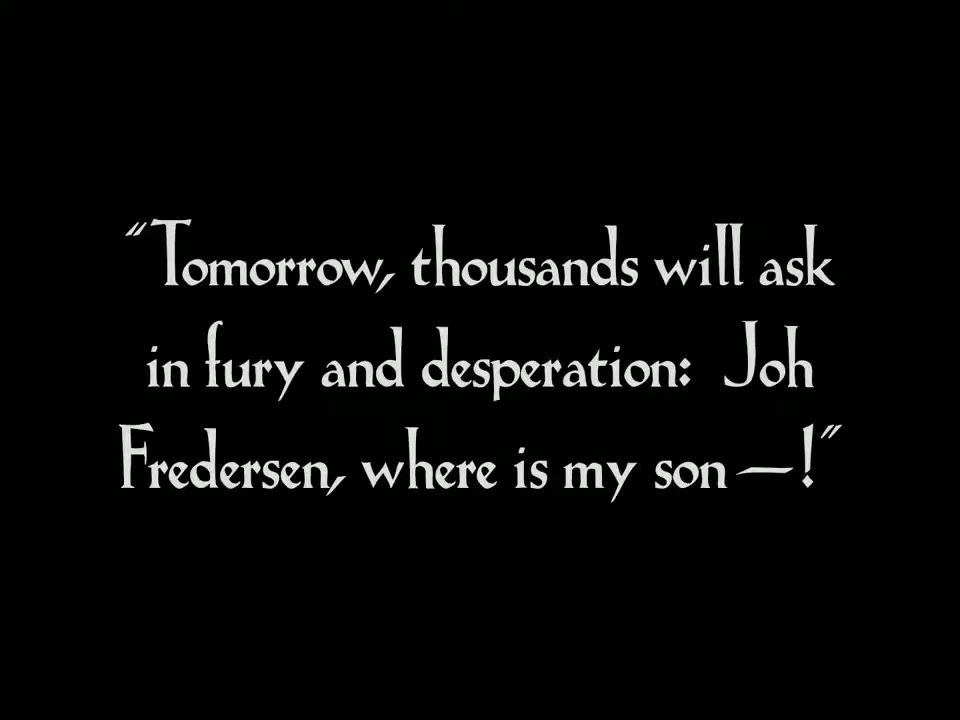 "Tomorrow, thousands will ask
in fury and desperation: Joh
Fredersen, where is my son—!"